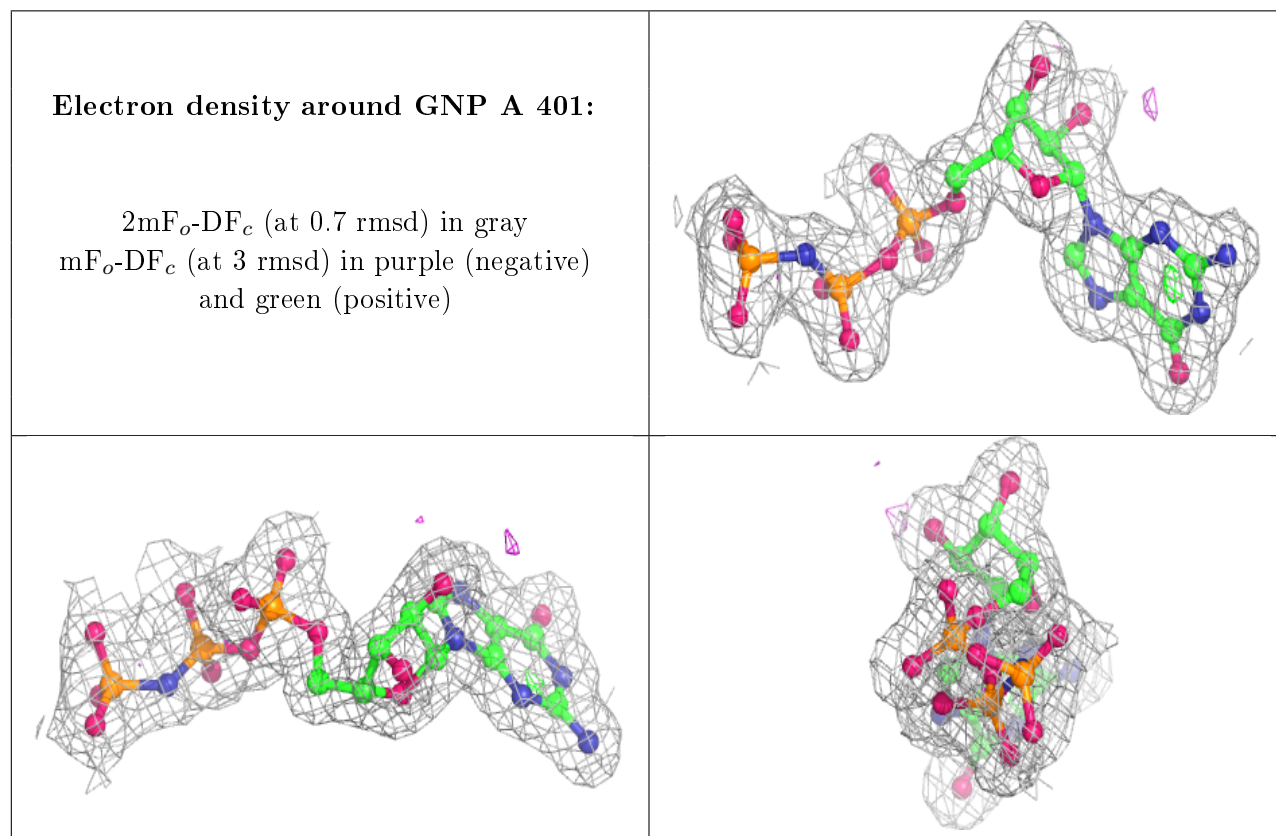 Electron density around GNP A 401:
2mFₒ-DF𝒸 (at 0.7 rmsd) in gray
mFₒ-DF𝒸 (at 3 rmsd) in purple (negative)
and green (positive)